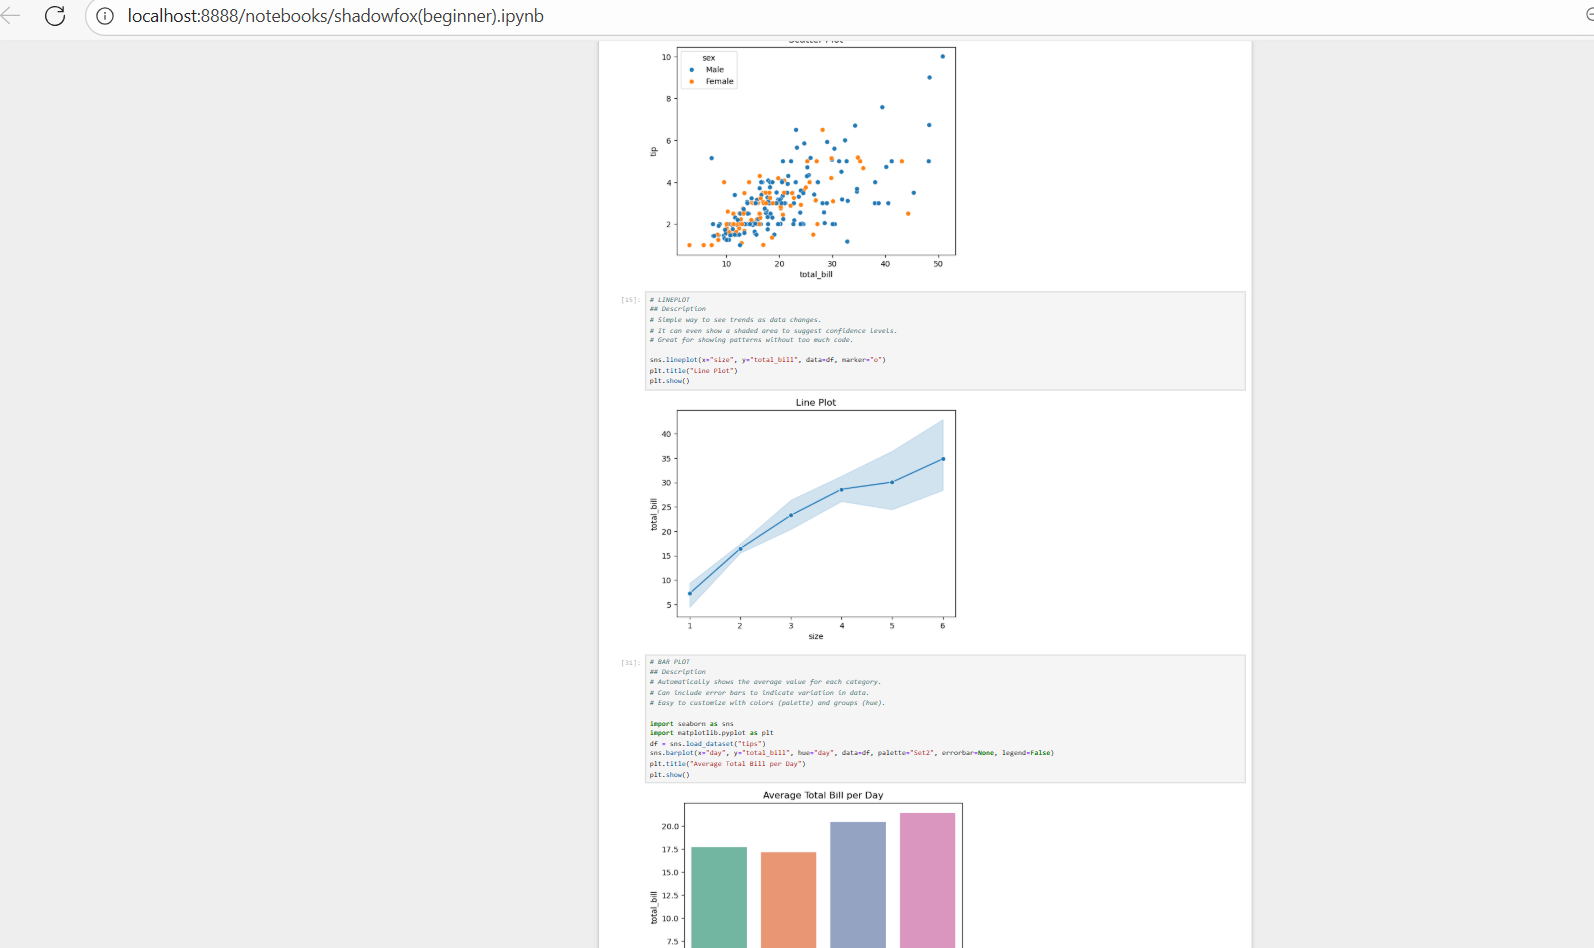 localhost:8888/notebooks/shadowfox(beginner).ipynb
Scatter Plot
sex
Male
Female
10
8
6
4
2
tip
10 20 30 40 50
total_bill
[15]:
# LINEPLOT
## Description
# Simple way to see trends as data changes.
# It can even show a shaded area to suggest confidence levels.
# Great for showing patterns without too much code.
sns.lineplot(x="size", y="total_bill", data=df, marker="o")
plt.title("Line Plot")
plt.show()
Line Plot
40
35
30
25
20
15
10
5
total_bill
1 2 3 4 5 6
size
[31]:
# BAR PLOT
## Description
# Automatically shows the average value for each category.
# Can include error bars to indicate variation in data.
# Easy to customize with colors (palette) and groups (hue).
import seaborn as sns
import matplotlib.pyplot as plt
df = sns.load_dataset("tips")
sns.barplot(x="day", y="total_bill", hue="day", data=df, palette="Set2", errorbar=None, legend=False)
plt.title("Average Total Bill per Day")
plt.show()
Average Total Bill per Day
20.0
17.5
15.0
12.5
10.0
7.5
total_bill